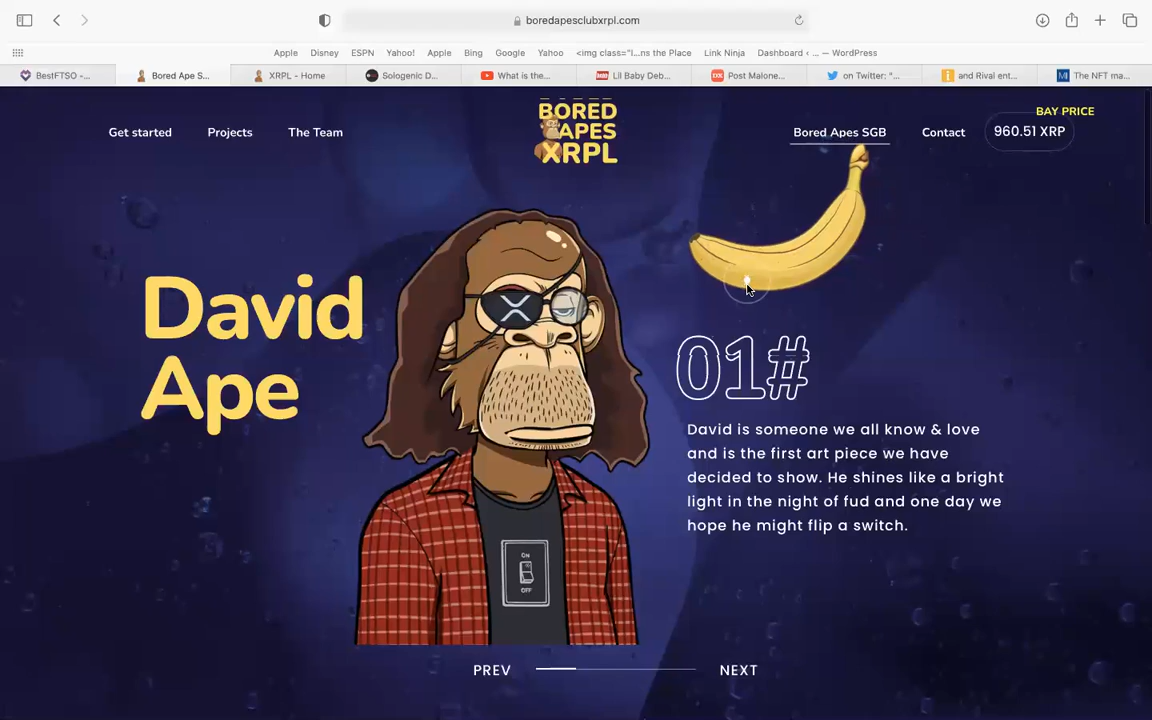 boredapesclubxrpl.com
Apple Disney ESPN Yahoo! Apple Bing Google Yahoo <img class="l...ns the Place Link Ninja Dashboard ‹ ... — WordPress
BestFTSO –... Bored Ape S... XRPL - Home Sologenic D... What is the... Lil Baby Deb... Post Malone... on Twitter: "... and Rival ent... The NFT ma...
BAY PRICE
Get started Projects The Team BORED APES XRPL Bored Apes SGB Contact 960.51 XRP
David
Ape
01#
David is someone we all know & love
and is the first art piece we have
decided to show. He shines like a bright
light in the night of fud and one day we
hope he might flip a switch.
ON
OFF
PREV NEXT